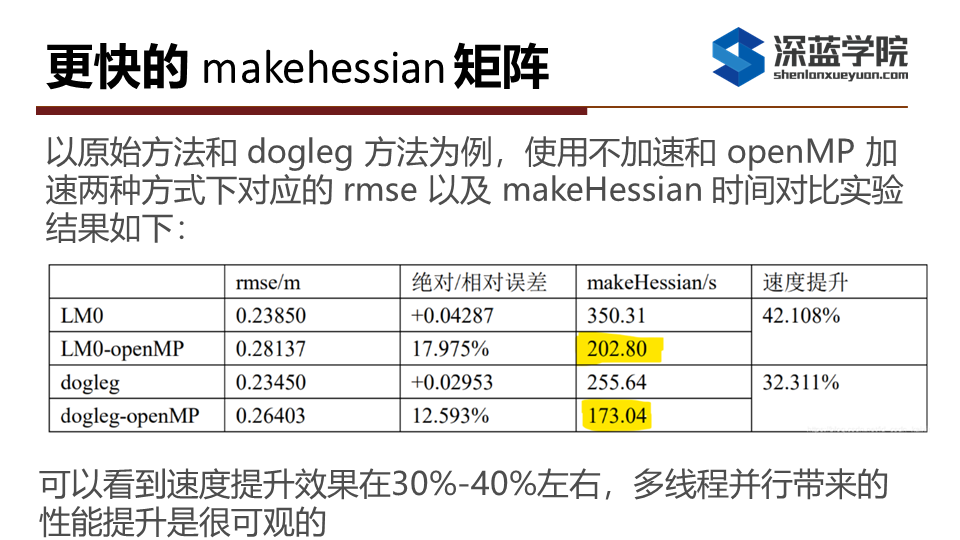 更快的 makehessian 矩阵
深蓝学院
shenlanxueyuan.com
以原始方法和 dogleg 方法为例，使用不加速和 openMP 加
速两种方式下对应的 rmse 以及 makeHessian 时间对比实验
结果如下：
rmse/m 绝对/相对误差 makeHessian/s 速度提升
LM0 0.23850 +0.04287 350.31 42.108%
LM0-openMP 0.28137 17.975% 202.80
dogleg 0.23450 +0.02953 255.64 32.311%
dogleg-openMP 0.26403 12.593% 173.04
可以看到速度提升效果在30%-40%左右，多线程并行带来的
性能提升是很可观的